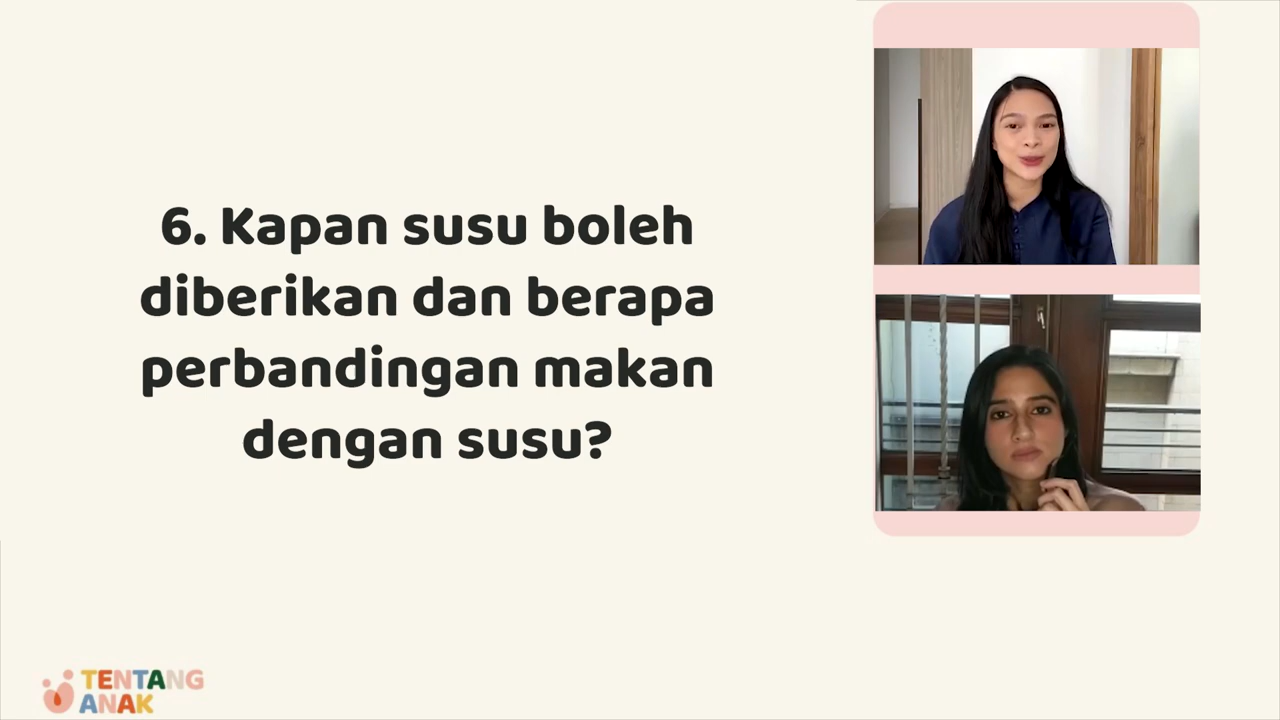 6. Kapan susu boleh
diberikan dan berapa
perbandingan makan
dengan susu?
TENTANG
ANAK